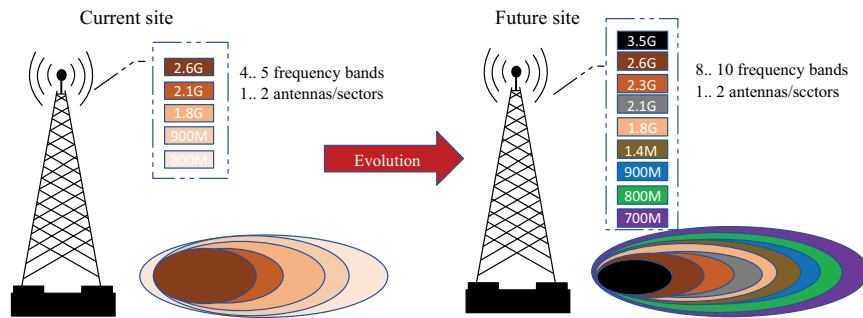 Current site
2.6G
2.1G
1.8G
900M
800M
4.. 5 frequency bands
1.. 2 antennas/sectors
Evolution
Future site
3.5G
2.6G
2.3G
2.1G
1.8G
1.4M
900M
800M
700M
8.. 10 frequency bands
1.. 2 antennas/scctors